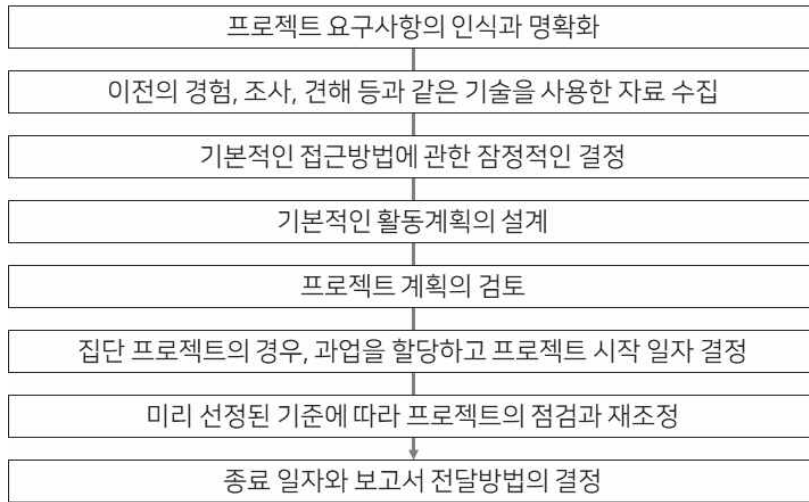 프로젝트 요구사항의 인식과 명확화
이전의 경험, 조사, 견해 등과 같은 기술을 사용한 자료 수집
기본적인 접근방법에 관한 잠정적인 결정
기본적인 활동계획의 설계
프로젝트 계획의 검토
집단 프로젝트의 경우, 과업을 할당하고 프로젝트 시작 일자 결정
미리 선정된 기준에 따라 프로젝트의 점검과 재조정
종료 일자와 보고서 전달방법의 결정